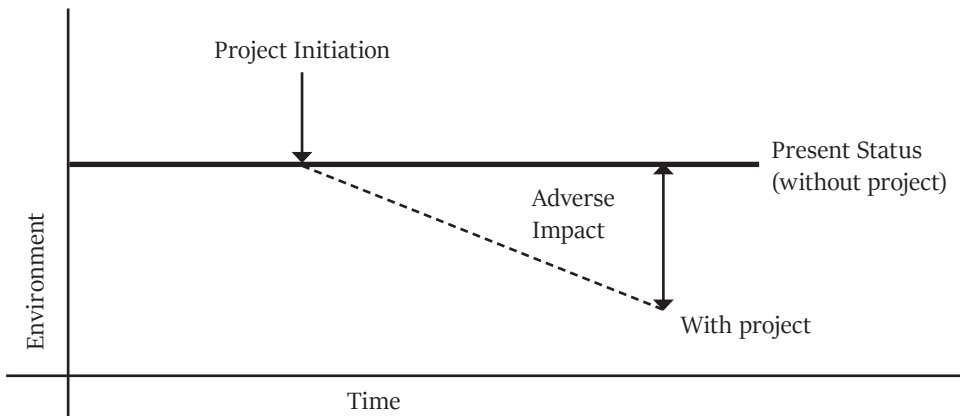 Project Initiation
Present Status
(without project)
Adverse
Impact
With project
Environment
Time